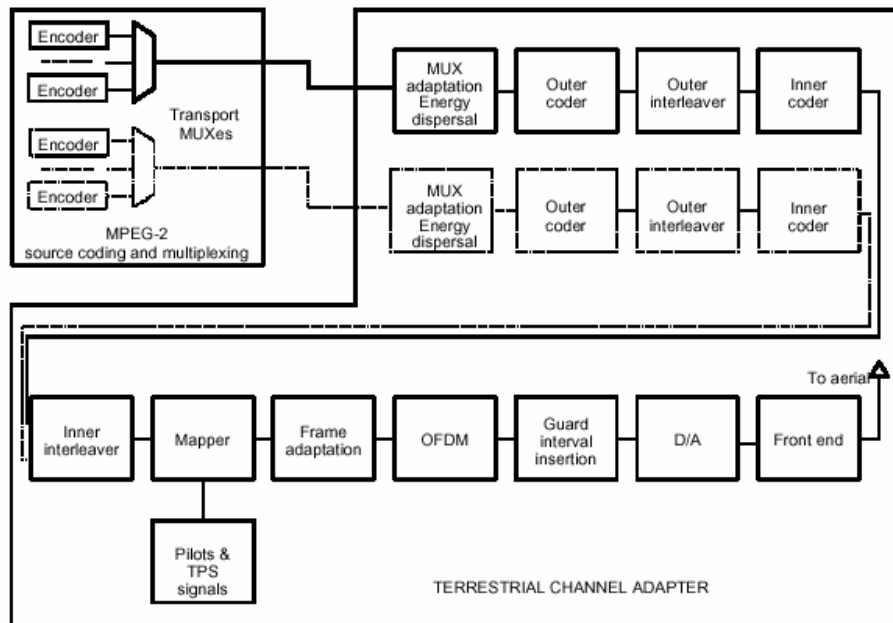 Encoder
Encoder
Transport
MUXes
Encoder
Encoder
MPEG-2
source coding and multiplexing
MUX
adaptation
Energy
dispersal
Outer
coder
Outer
interleaver
Inner
coder
MUX
adaptation
Energy
dispersal
Outer
coder
Outer
interleaver
Inner
coder
To aerial
Inner
interleaver
Mapper
Frame
adaptation
OFDM
Guard
interval
insertion
D/A
Front end
Pilots &
TPS
signals
TERRESTRIAL CHANNEL ADAPTER